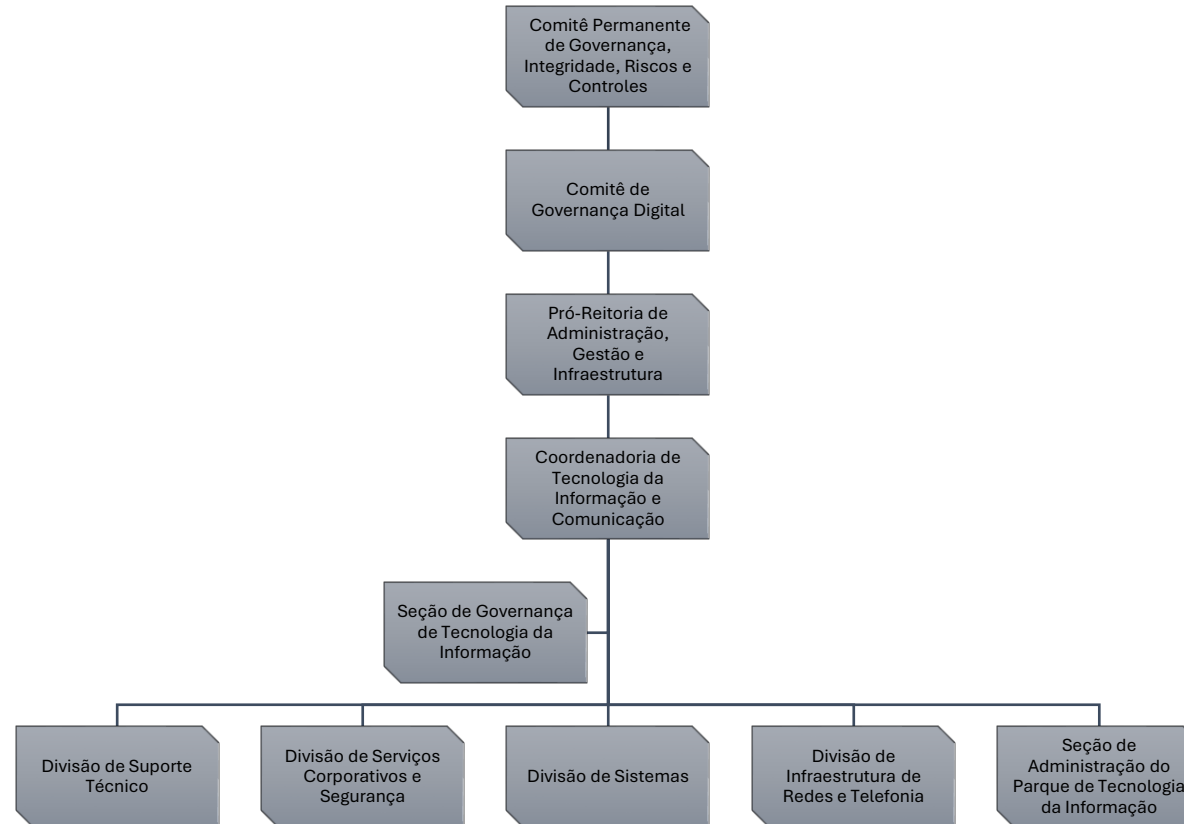 Comitê Permanente
de Governança,
Integridade, Riscos e
Controles
Comitê de
Governança Digital
Pró-Reitoria de
Administração,
Gestão e
Infraestrutura
Coordenadoria de
Tecnologia da
Informação e
Comunicação
Seção de Governança
de Tecnologia da
Informação
Divisão de Suporte
Técnico
Divisão de Serviços
Corporativos e
Segurança
Divisão de Sistemas
Divisão de
Infraestrutura de
Redes e Telefonia
Seção de
Administração do
Parque de Tecnologia
da Informação